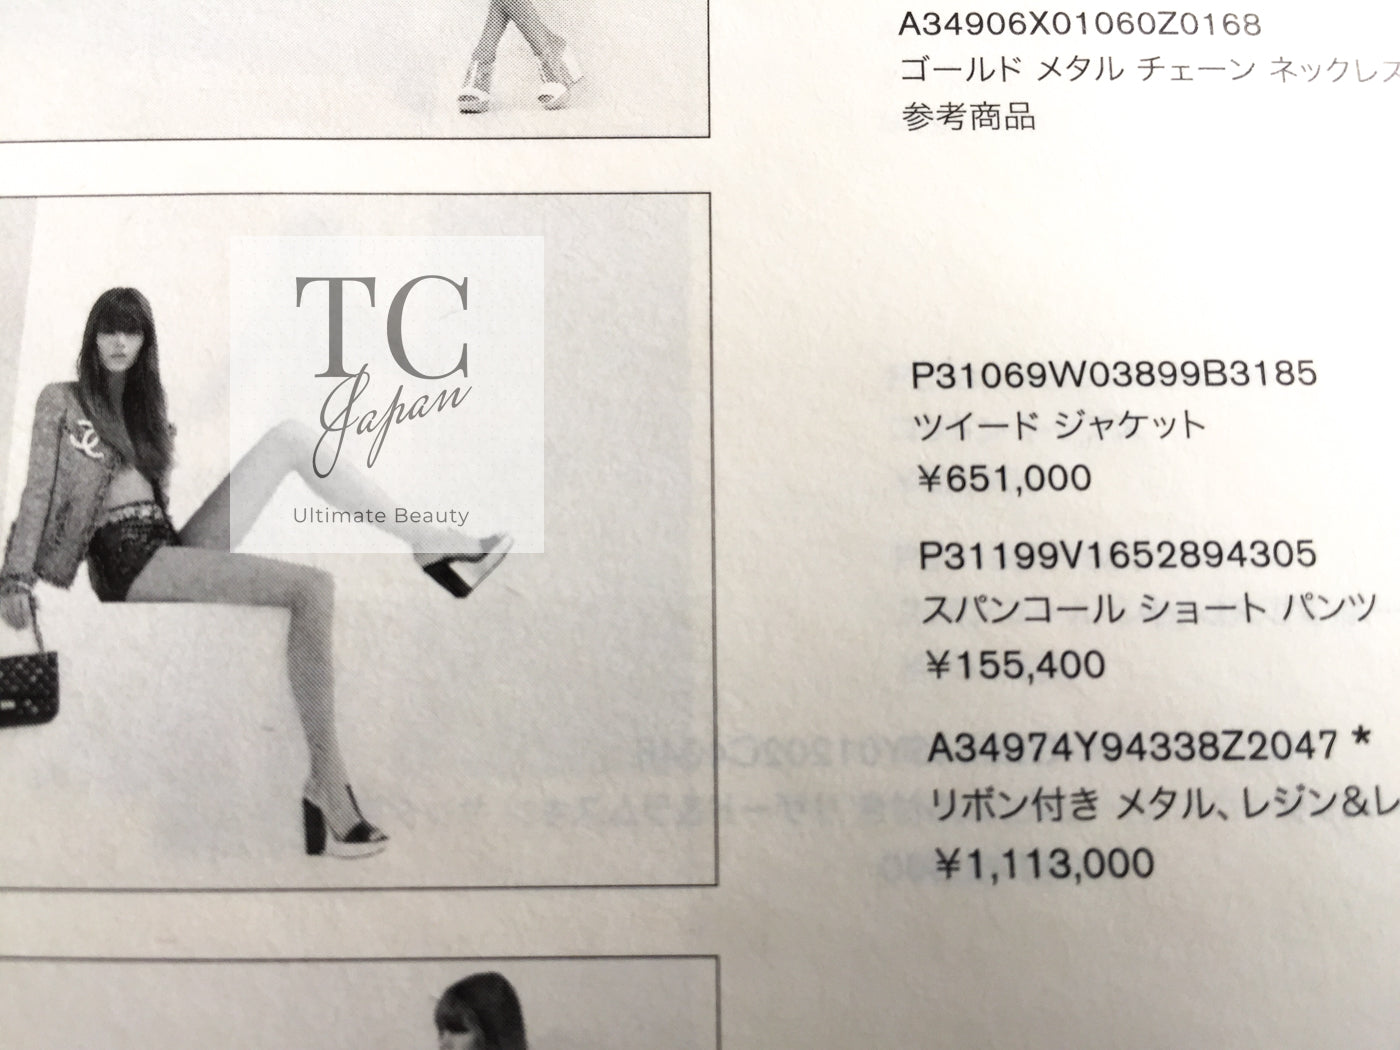 A34906X01060Z0168
ゴールド メタル チェーン ネックレス
参考商品
TC
Japan
Ultimate Beauty
P31069W03899B3185
ツイード ジャケット
¥651,000
P31199V1652894305
スパンコール ショート パンツ
¥155,400
A34974Y94338Z2047 *
リボン付き メタル、レジン&レ
¥1,113,000